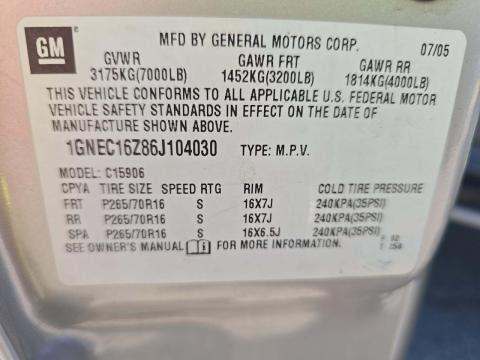 GM
MFD BY GENERAL MOTORS CORP. 07/05
GVWR GAWR FRT GAWR RR
3175KG(7000LB) 1452KG(3200LB) 1814KG(4000LB)
THIS VEHICLE CONFORMS TO ALL APPLICABLE U.S. FEDERAL MOTOR
VEHICLE SAFETY STANDARDS IN EFFECT ON THE DATE OF
MANUFACTURE SHOWN ABOVE.
1GNEC16Z86J104030 TYPE: M.P.V.
MODEL: C15906
CPYA TIRE SIZE SPEED RTG RIM COLD TIRE PRESSURE
FRT P265/70R16 S 16X7J 240KPA(35PSI)
RR P265/70R16 S 16X7J 240KPA(35PSI)
SPA P265/70R16 S 16X6.5J 240KPA(35PSI)
SEE OWNER'S MANUAL FOR MORE INFORMATION.